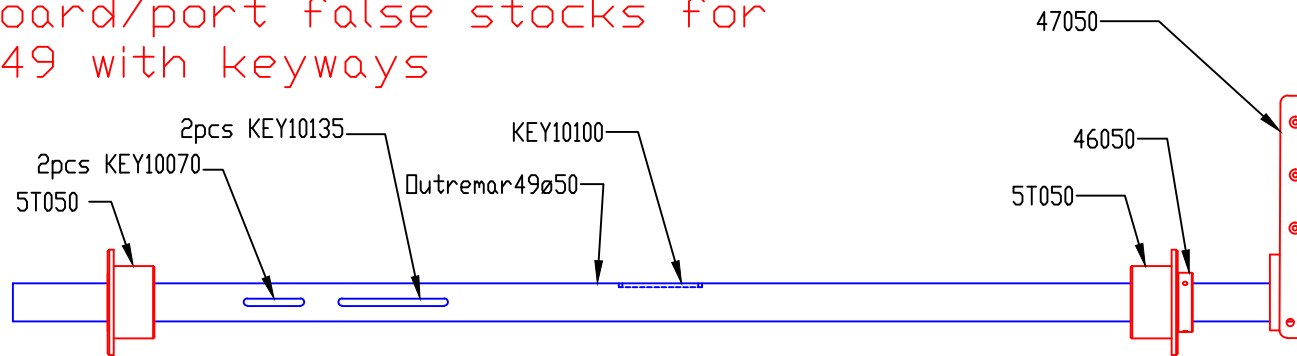 oard/port false stocks for
49 with keyways
47050
2pcs KEY10135
KEY10100
46050
2pcs KEY10070
Outremar49ø50
5T050
5T050